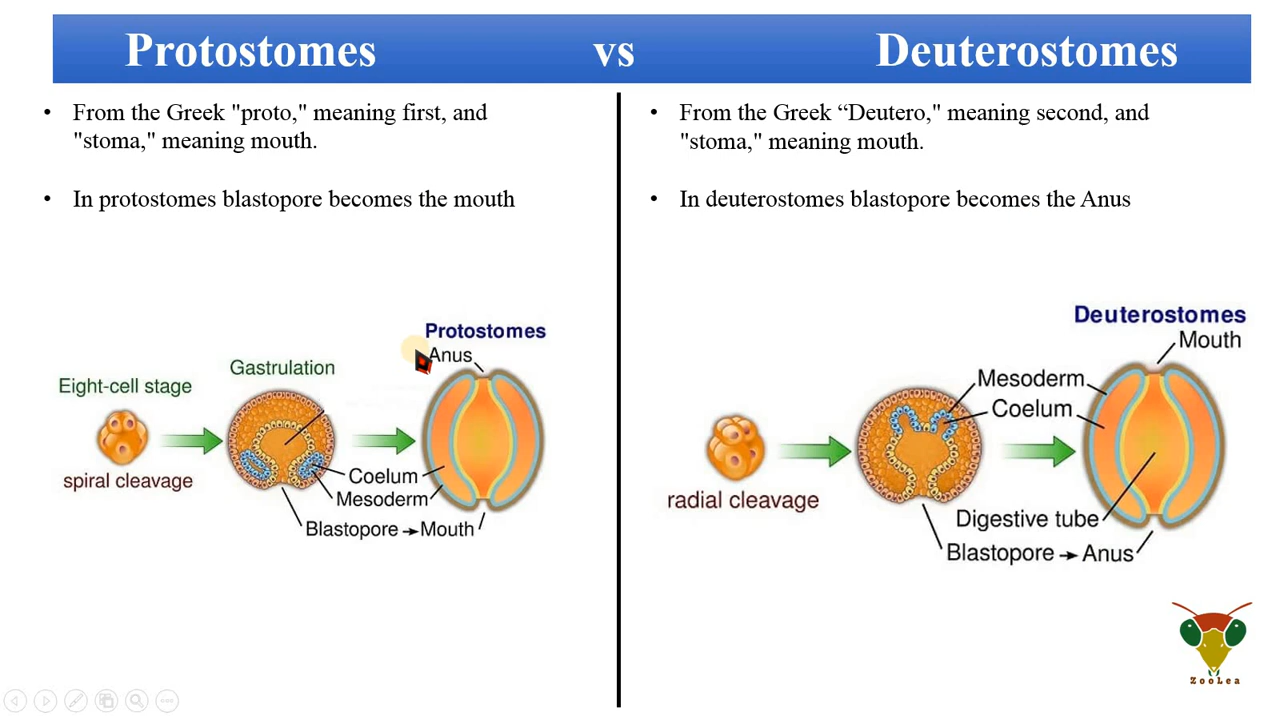 Protostomes vs Deuterostomes
• From the Greek "proto," meaning first, and
"stoma," meaning mouth.
• In protostomes blastopore becomes the mouth
• From the Greek “Deutero," meaning second, and
"stoma," meaning mouth.
• In deuterostomes blastopore becomes the Anus
Protostomes
Anus
Gastrulation
Eight-cell stage
spiral cleavage
Coelum
Mesoderm
Blastopore → Mouth
Deuterostomes
Mouth
Mesoderm
Coelum
radial cleavage
Digestive tube
Blastopore → Anus
ZooLea